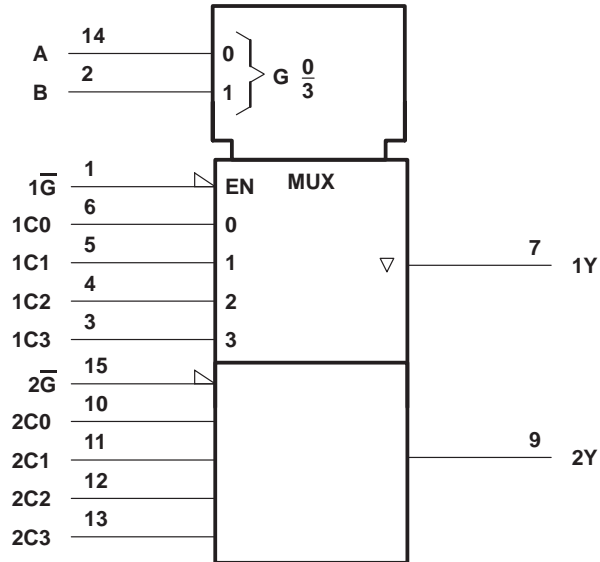 A 14 0
B 2 1
G 0/3
1G̅ 1 EN MUX
1C0 6 0
1C1 5 1
1C2 4 2
1C3 3 3
7 1Y
2G̅ 15
2C0 10
2C1 11
2C2 12
2C3 13
9 2Y